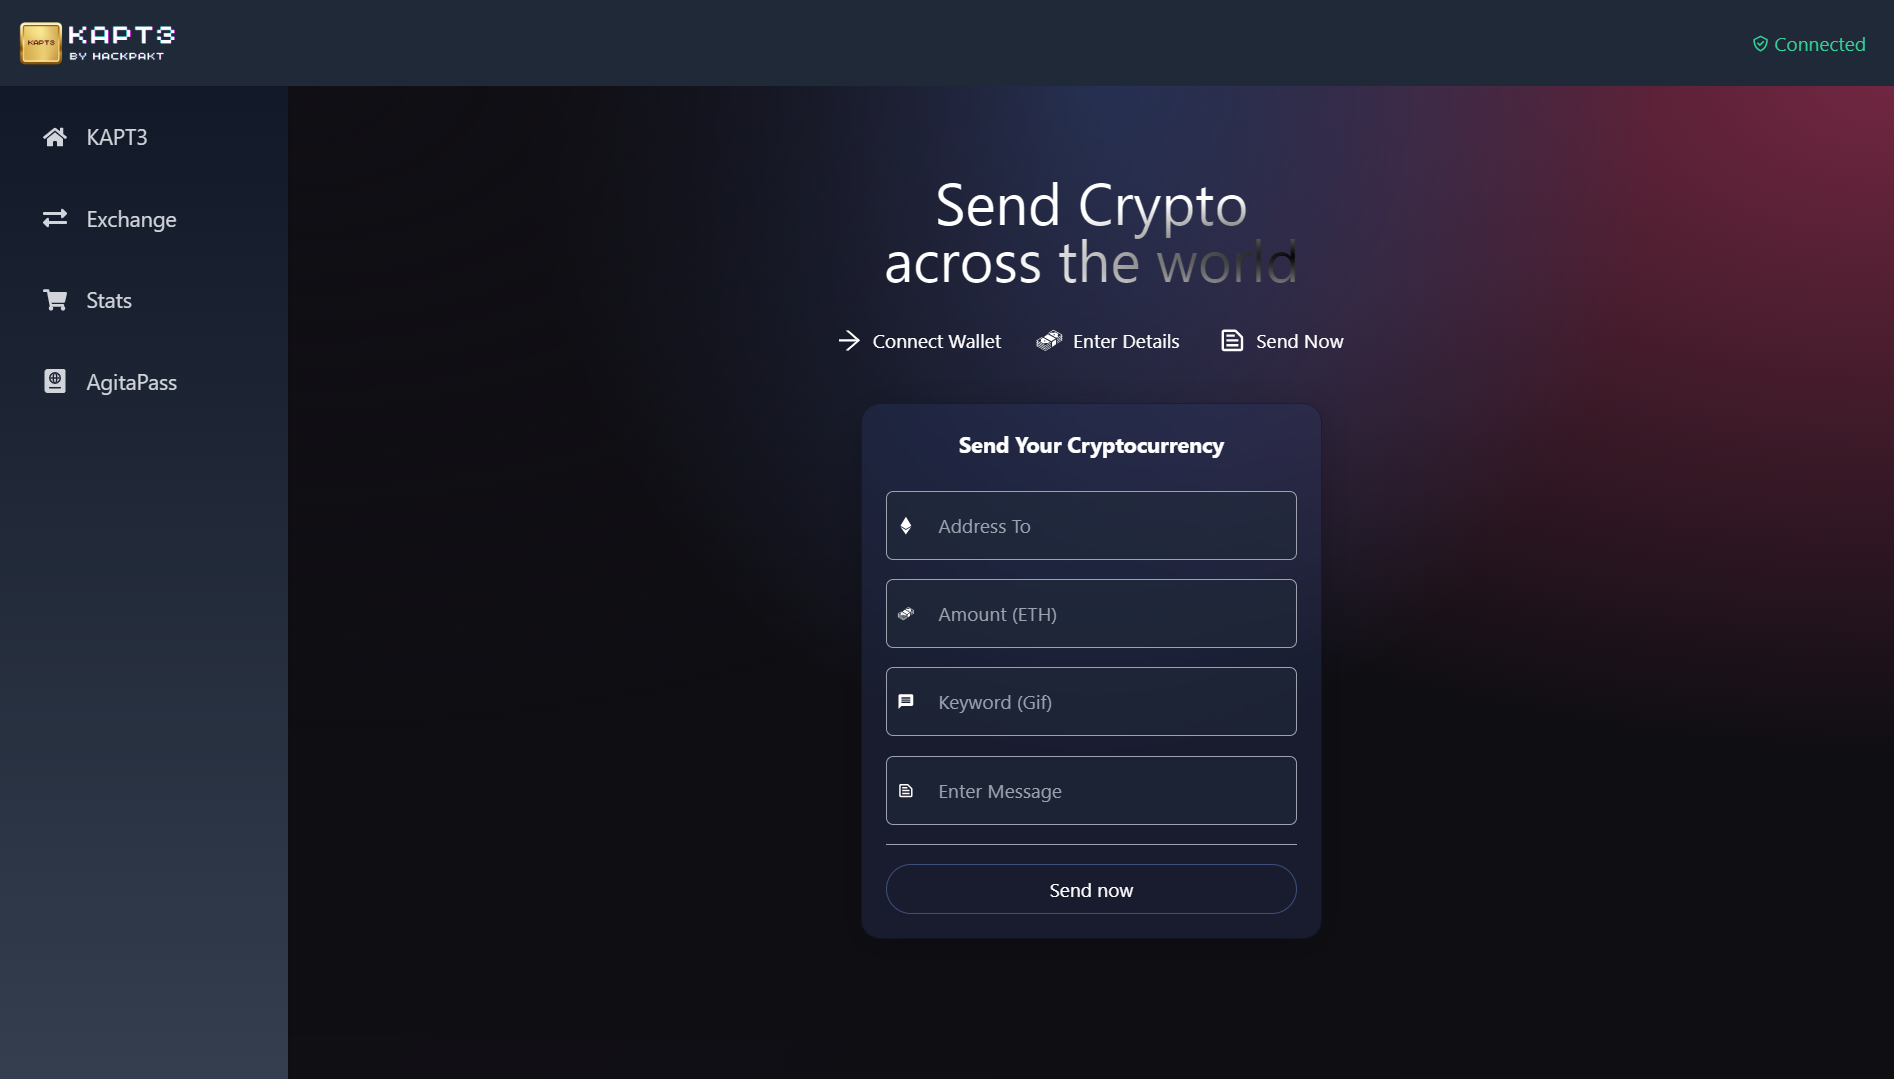 KAPT3
KAPT3
BY HACKPAKT
Connected
KAPT3
Exchange
Stats
AgitaPass
Send Crypto
across the world
Connect Wallet
Enter Details
Send Now
Send Your Cryptocurrency
Address To
Amount (ETH)
Keyword (Gif)
Enter Message
Send now